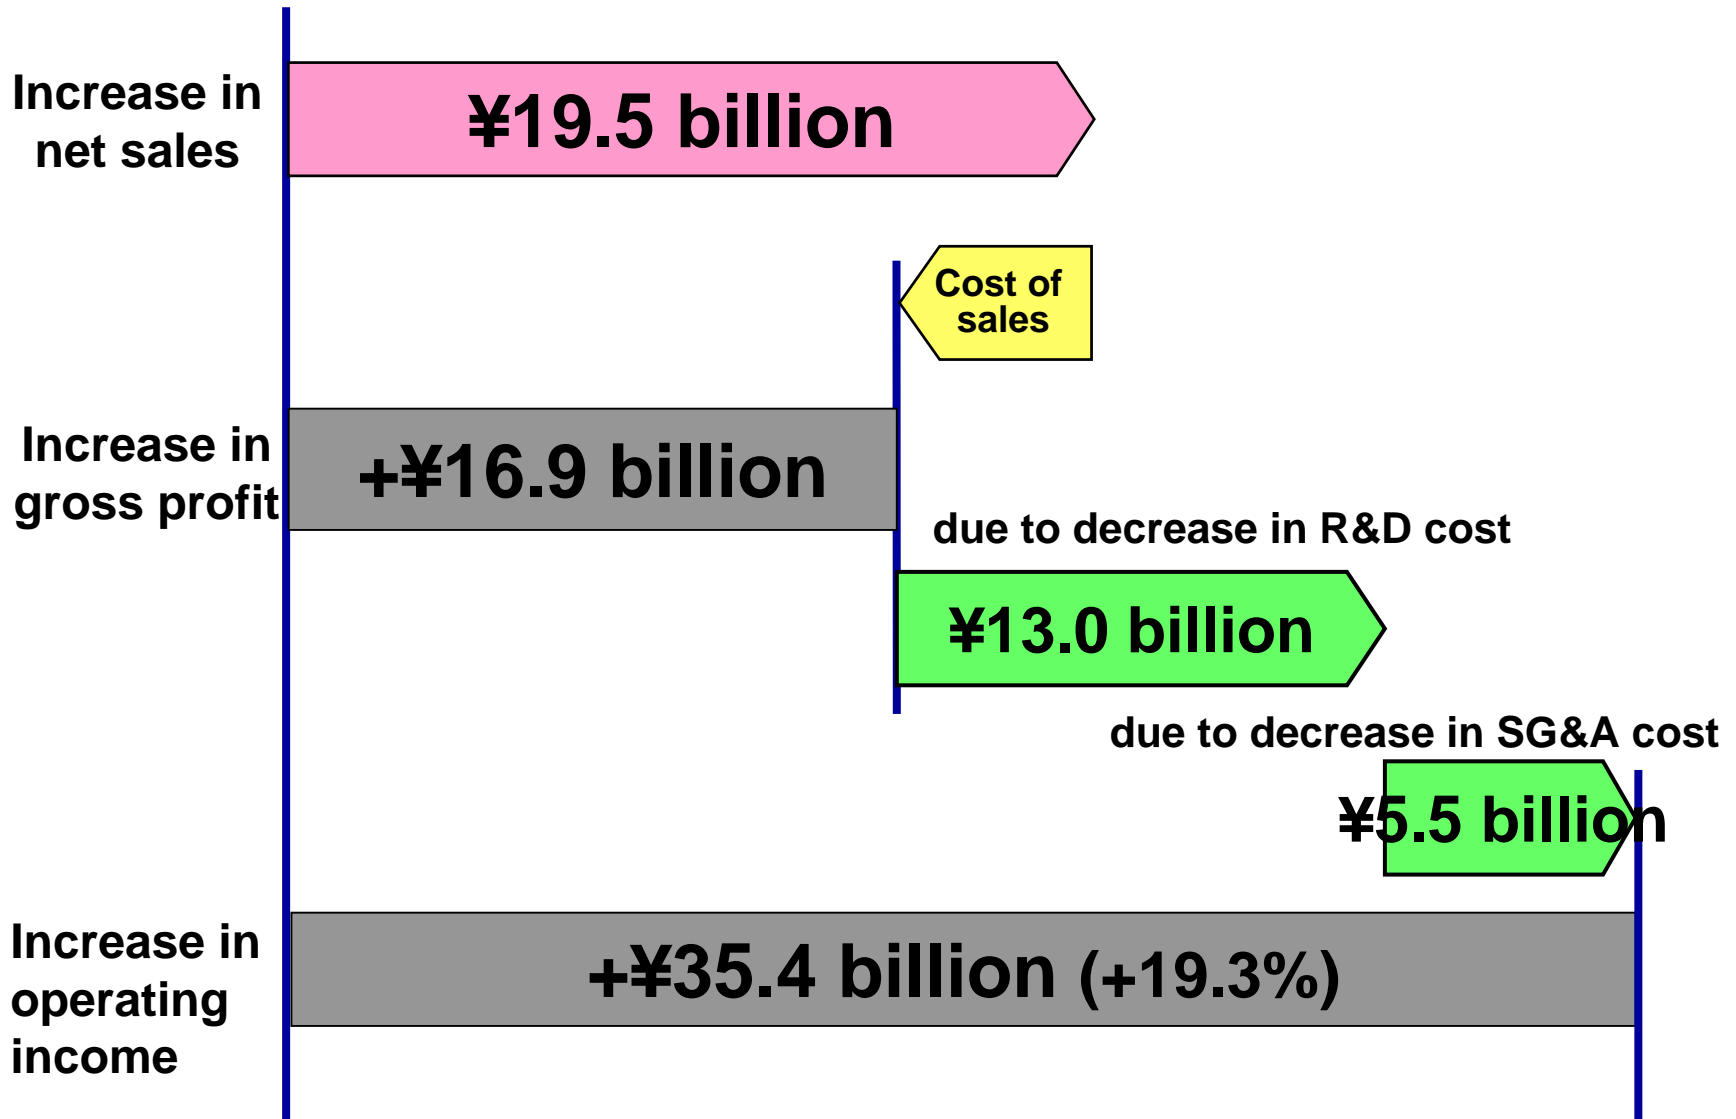 Increase in
net sales
¥19.5 billion
Cost of
sales
Increase in
gross profit
+¥16.9 billion
due to decrease in R&D cost
¥13.0 billion
due to decrease in SG&A cost
¥5.5 billion
Increase in
operating
income
+¥35.4 billion (+19.3%)